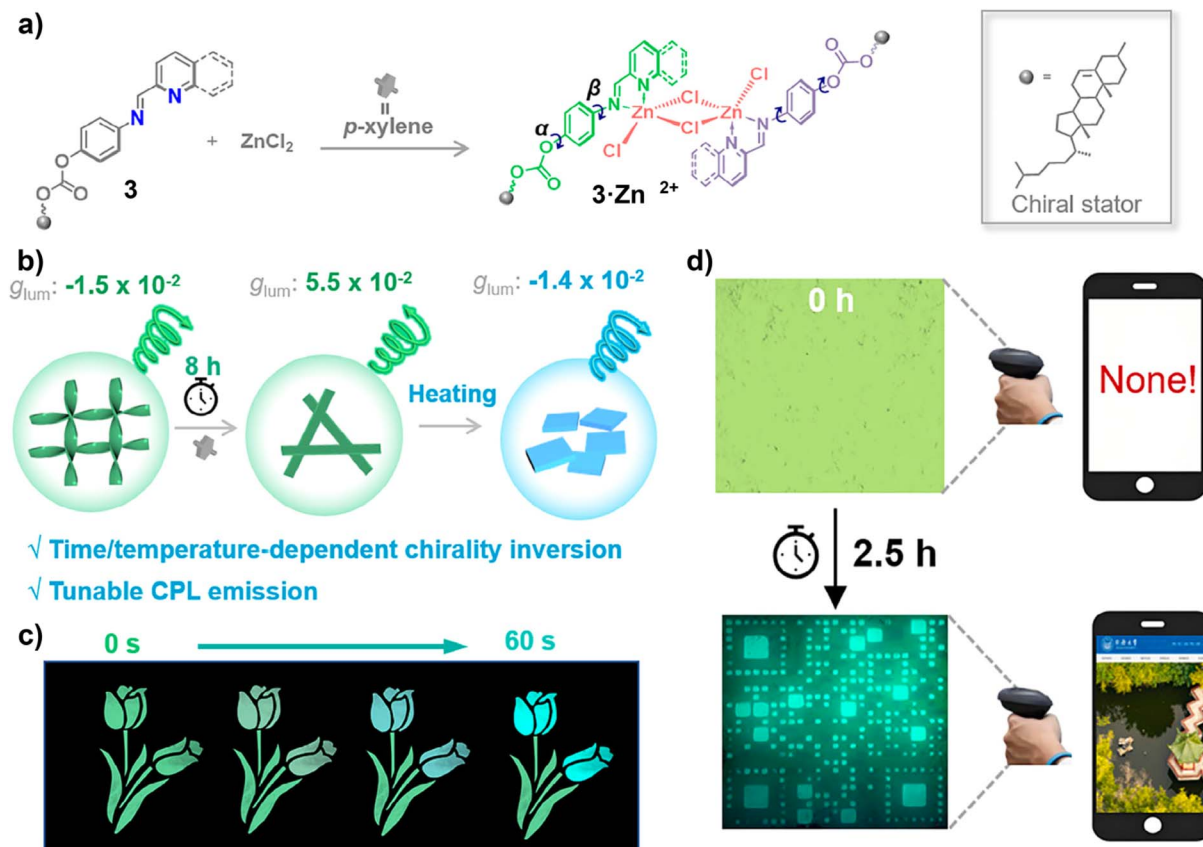 a)
N
N
O
O
O
3
+
ZnCl2
=
p-xylene
β
α
N
N
Zn
Cl
Cl
Cl
Cl
Zn
N
N
O
O
O
O
O
O
3·Zn 2+
=
Chiral stator
b)
glum: -1.5 x 10-2
glum: 5.5 x 10-2
glum: -1.4 x 10-2
8 h
Heating
√ Time/temperature-dependent chirality inversion
√ Tunable CPL emission
c)
0 s
60 s
d)
0 h
None!
2.5 h